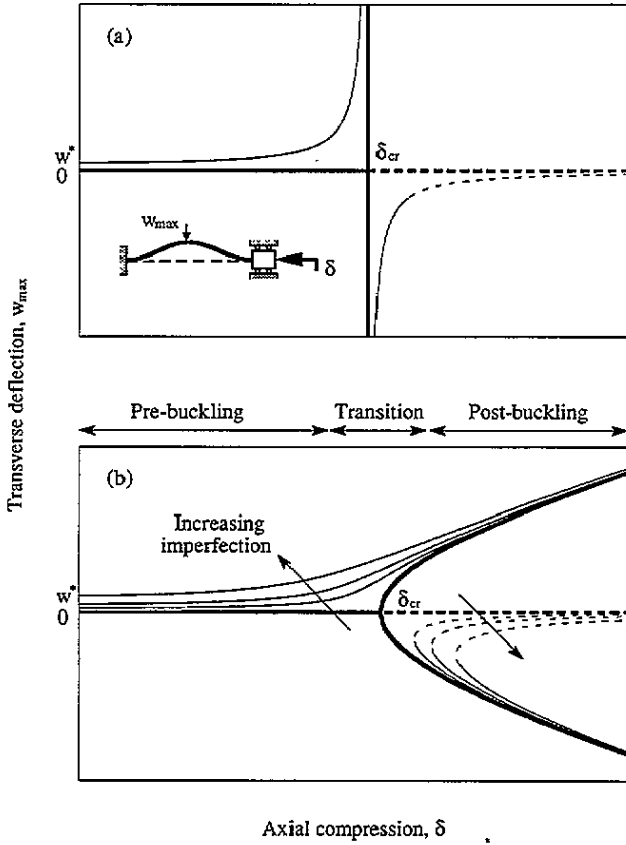 (a)
w*
0
δcr
wmax
δ
Transverse deflection, wmax
Pre-buckling Transition Post-buckling
(b)
Increasing
imperfection
w*
0
δcr
Axial compression, δ